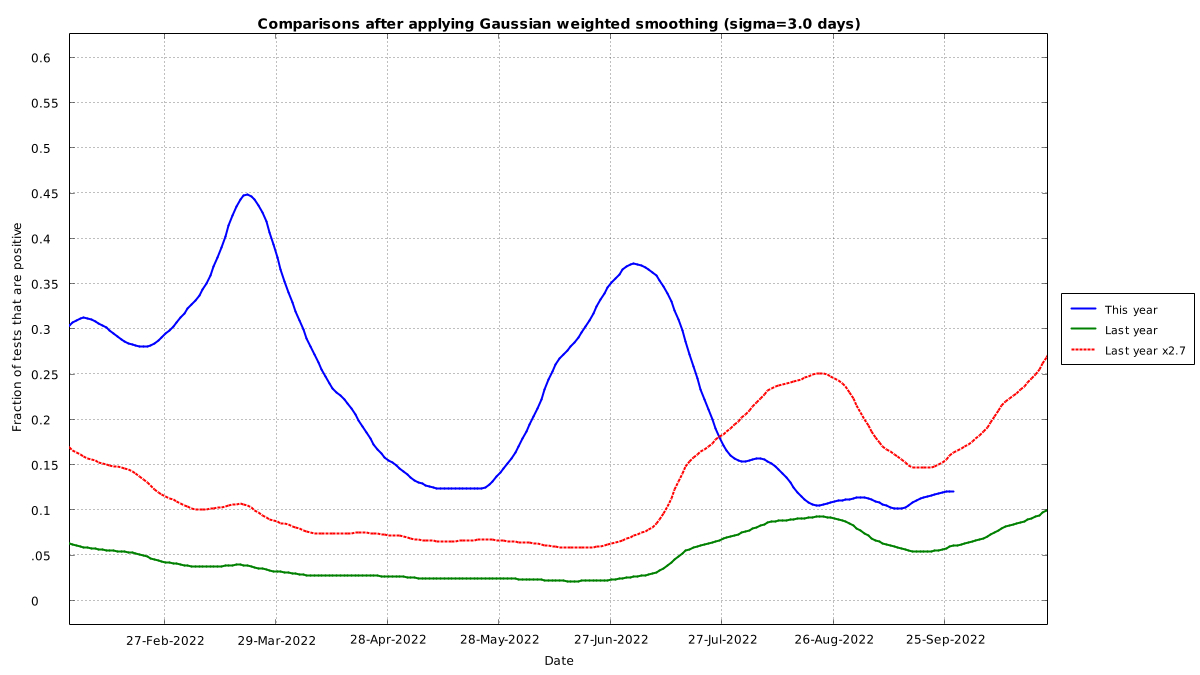 Comparisons after applying Gaussian weighted smoothing (sigma=3.0 days)
Fraction of tests that are positive
0.6
0.55
0.5
0.45
0.4
0.35
0.3
0.25
0.2
0.15
0.1
.05
0
27-Feb-2022
29-Mar-2022
28-Apr-2022
28-May-2022
27-Jun-2022
27-Jul-2022
26-Aug-2022
25-Sep-2022
Date
This year
Last year
Last year x2.7